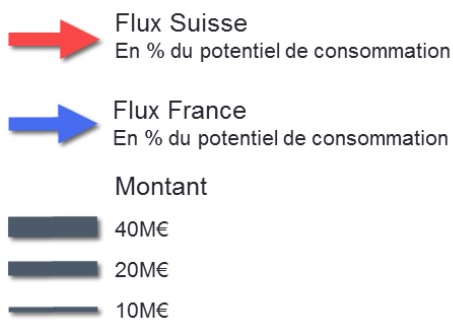 Flux Suisse
En % du potentiel de consommation
Flux France
En % du potentiel de consommation
Montant
40M€
20M€
10M€